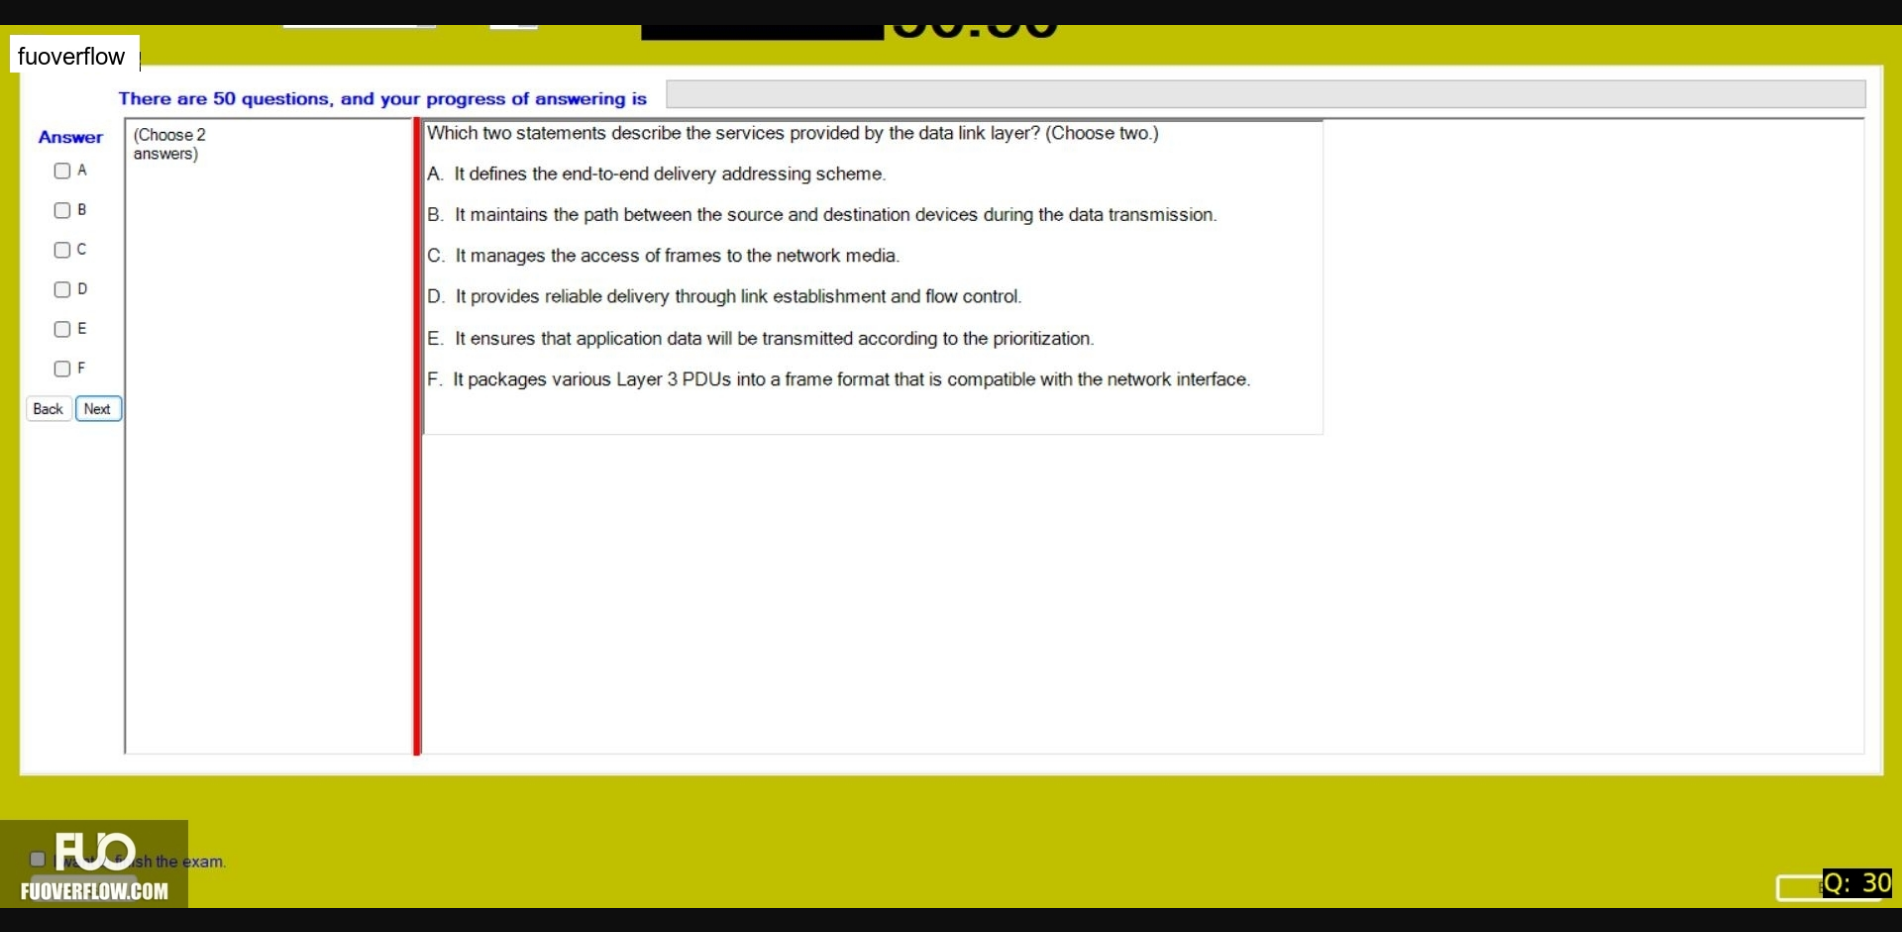 fuoverflow
There are 50 questions, and your progress of answering is
Answer
(Choose 2
answers)
A
B
C
D
E
F
Back Next
Which two statements describe the services provided by the data link layer? (Choose two.)
A. It defines the end-to-end delivery addressing scheme.
B. It maintains the path between the source and destination devices during the data transmission.
C. It manages the access of frames to the network media.
D. It provides reliable delivery through link establishment and flow control.
E. It ensures that application data will be transmitted according to the prioritization.
F. It packages various Layer 3 PDUs into a frame format that is compatible with the network interface.
FUO
the exam.
FUOVERFLOW.COM
Q: 30